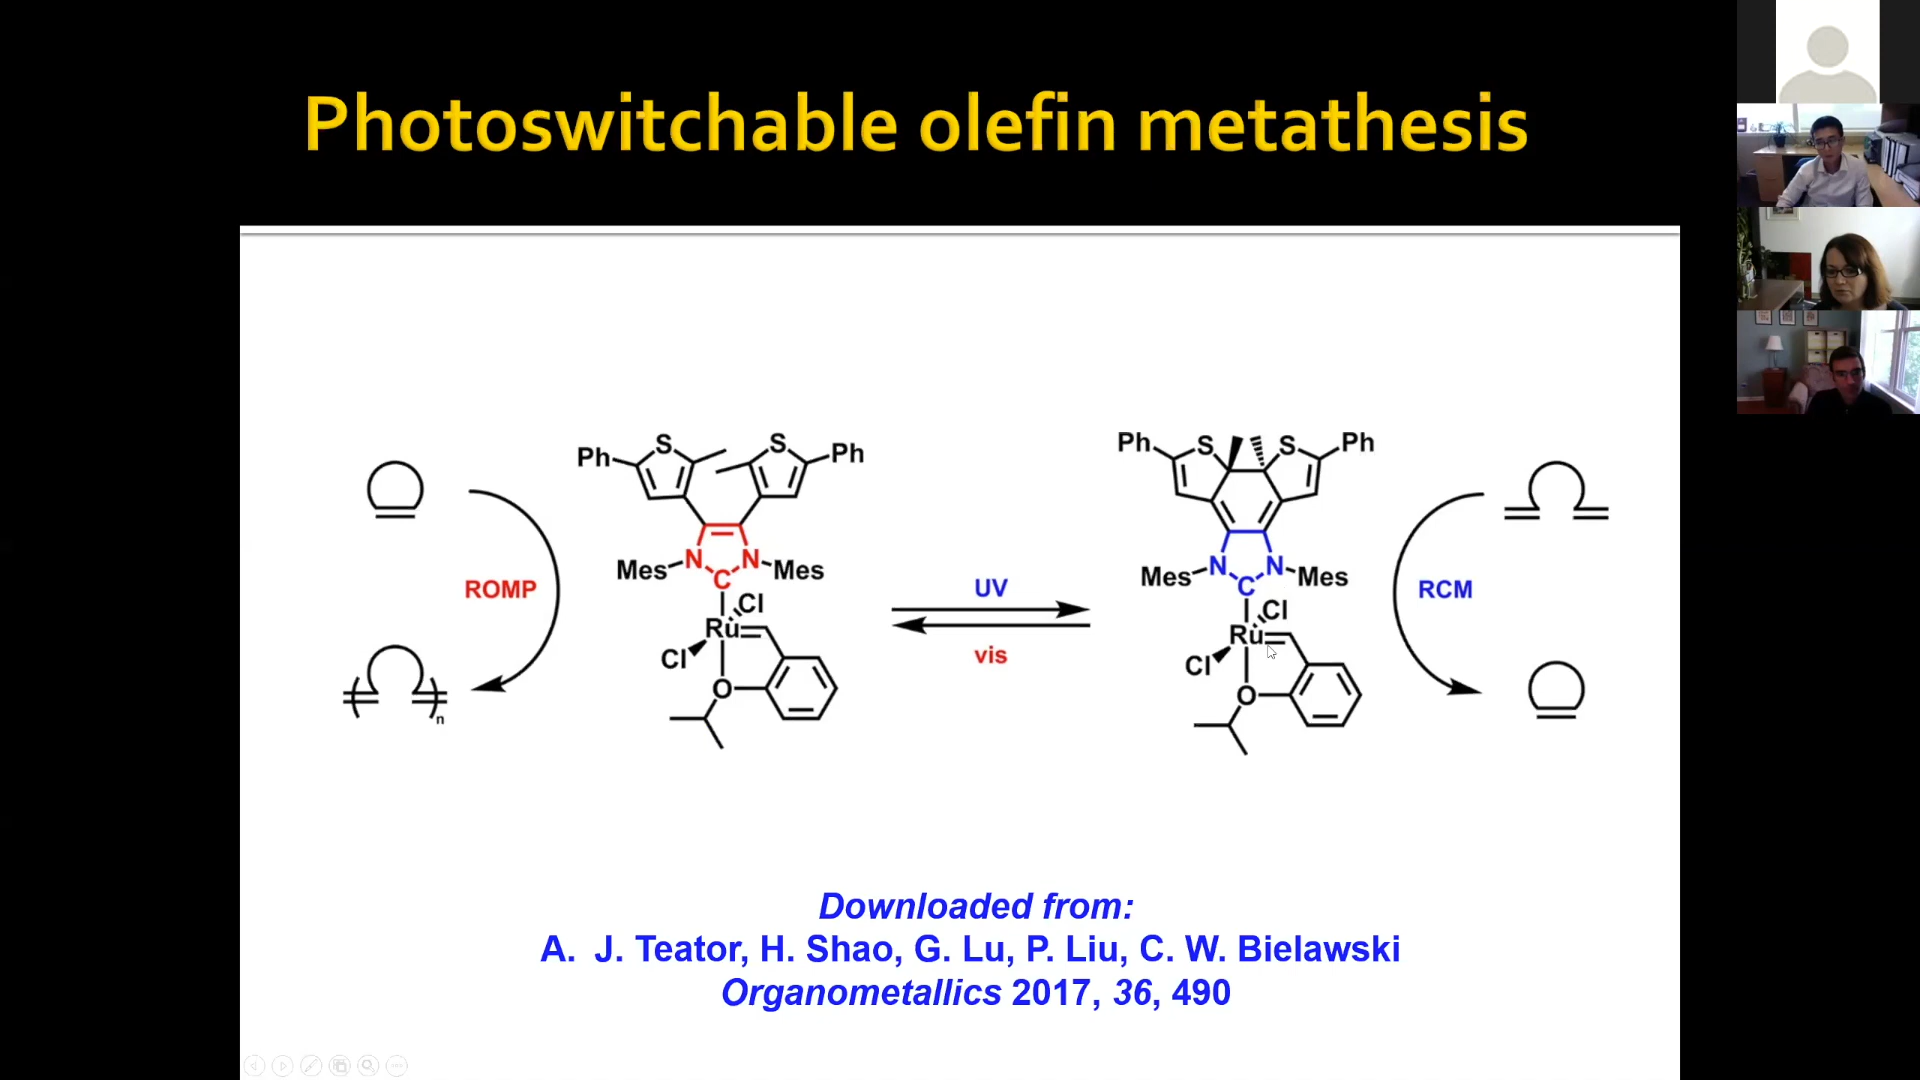 Photoswitchable olefin metathesis
Ph S S Ph
Ph S S Ph
ROMP
Mes N N Mes
C
Cl
Ru
Cl
O
n
UV
vis
Mes N N Mes
C
Cl
Ru
Cl
O
RCM
Downloaded from:
A. J. Teator, H. Shao, G. Lu, P. Liu, C. W. Bielawski
Organometallics 2017, 36, 490